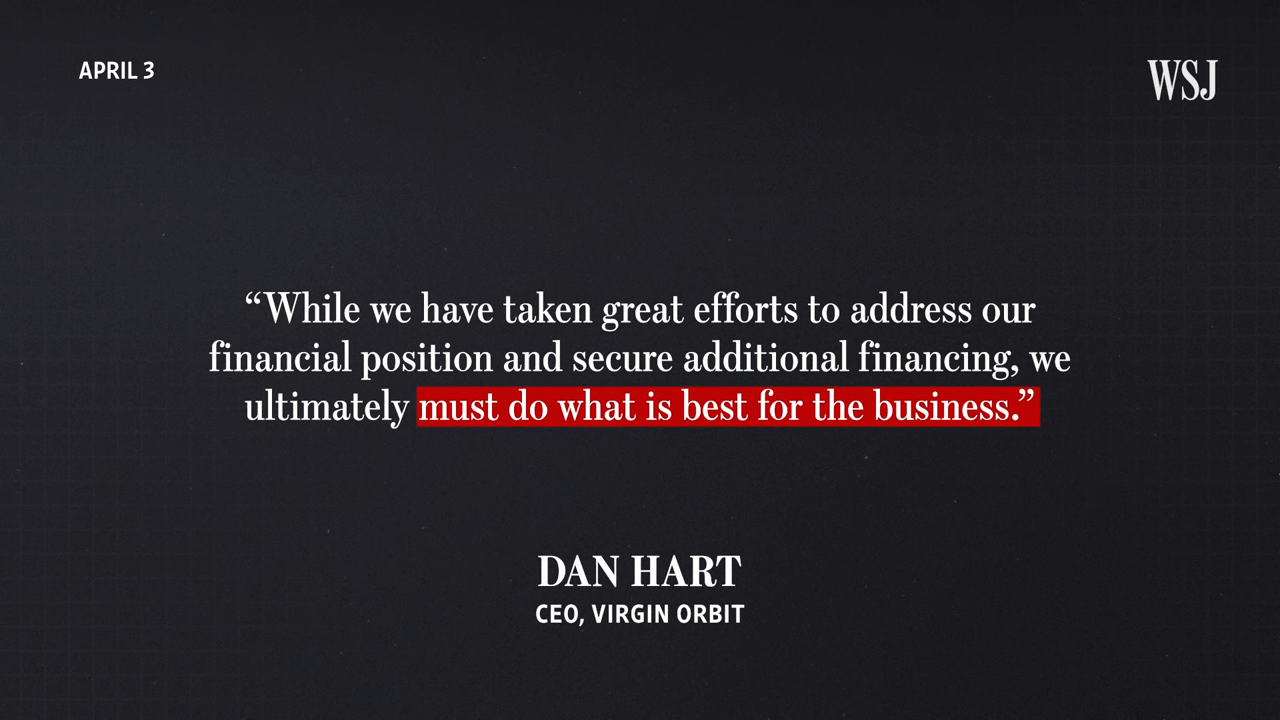 APRIL 3
WSJ
“While we have taken great efforts to address our
financial position and secure additional financing, we
ultimately must do what is best for the business.”
DAN HART
CEO, VIRGIN ORBIT